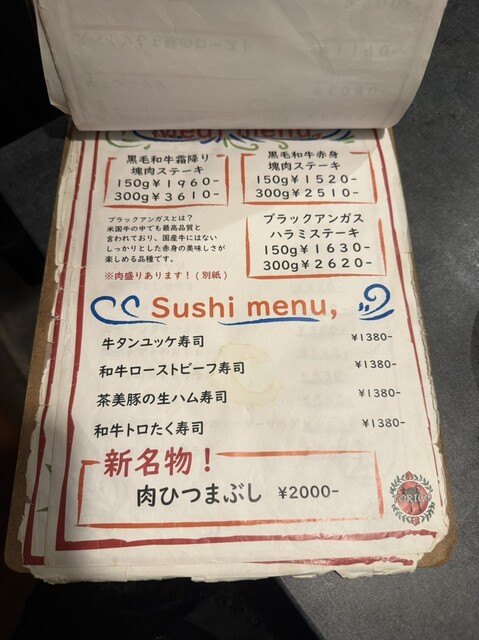 Meat menu,
黒毛和牛霜降り
塊肉ステーキ
150g¥1960-
300g¥3610-
黒毛和牛赤身
塊肉ステーキ
150g¥1520-
300g¥2510-
ブラックアンガスとは？
米国牛の中でも最高品質と
言われており、国産牛にはない
しっかりとした赤身の美味しさが
楽しめる品種です。
※肉盛りあります！(別紙)
ブラックアンガス
ハラミステーキ
150g¥1630-
300g¥2620-
Sushi menu,
牛タンユッケ寿司 ¥1380-
和牛ローストビーフ寿司 ¥1380-
茶美豚の生ハム寿司 ¥1380-
和牛トロたく寿司 ¥1380-
新名物！
肉ひつまぶし ¥2000-